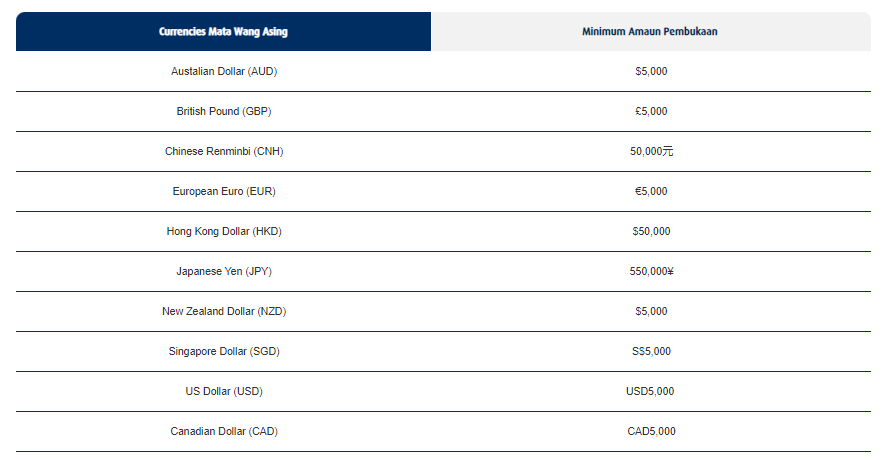 Currencies Mata Wang Asing Minimum Amaun Pembukaan
Austalian Dollar (AUD) $5,000
British Pound (GBP) £5,000
Chinese Renminbi (CNH) 50,000元
European Euro (EUR) €5,000
Hong Kong Dollar (HKD) $50,000
Japanese Yen (JPY) 550,000¥
New Zealand Dollar (NZD) $5,000
Singapore Dollar (SGD) S$5,000
US Dollar (USD) USD5,000
Canadian Dollar (CAD) CAD5,000